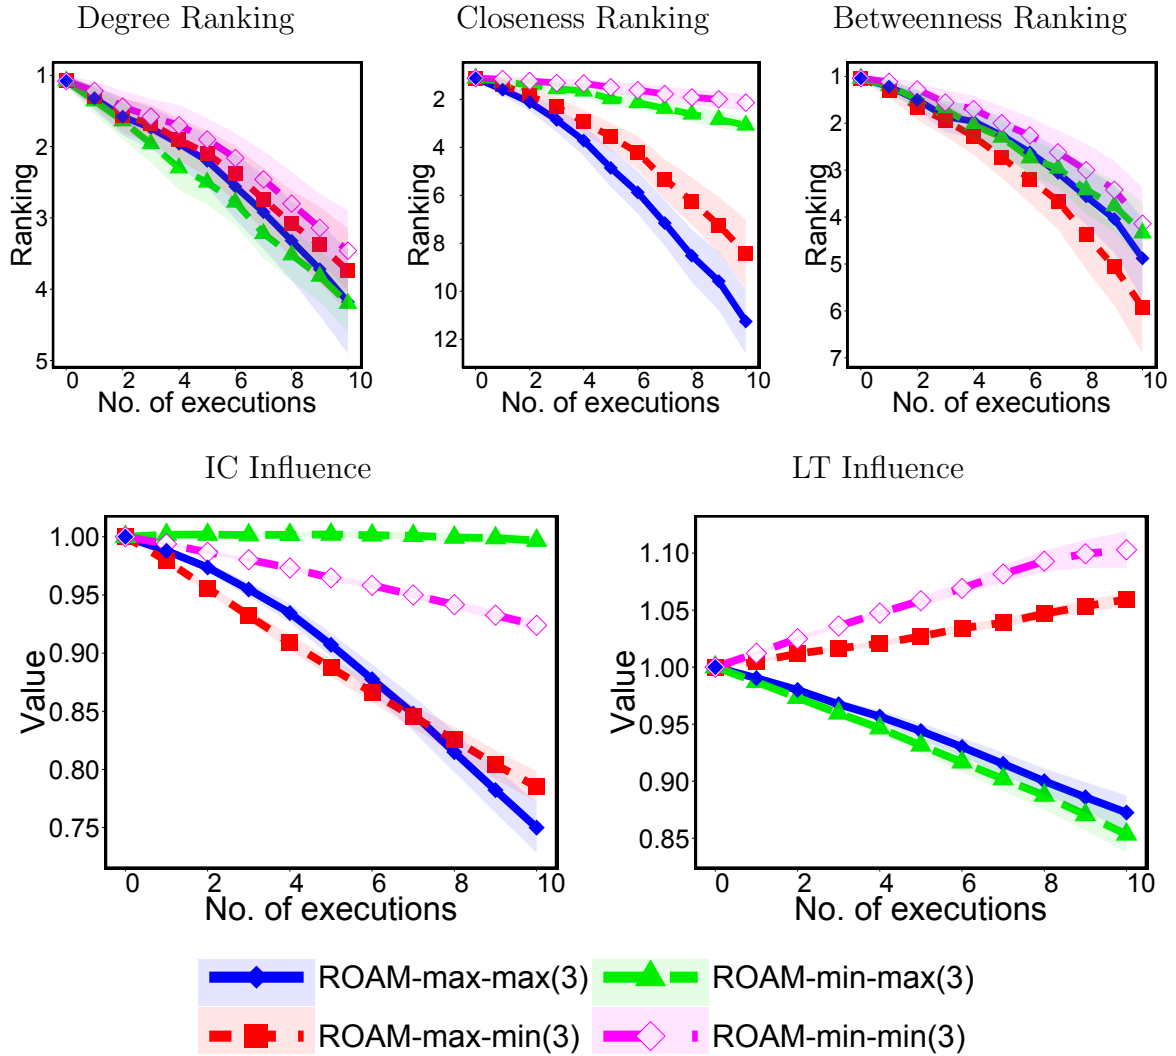 Degree Ranking
Closeness Ranking
Betweenness Ranking
Ranking
1
2
3
4
5
0 2 4 6 8 10
No. of executions
Ranking
2
4
6
8
10
12
0 2 4 6 8 10
No. of executions
Ranking
1
2
3
4
5
6
7
0 2 4 6 8 10
No. of executions
IC Influence
LT Influence
Value
1.00
0.95
0.90
0.85
0.80
0.75
0 2 4 6 8 10
No. of executions
Value
1.10
1.05
1.00
0.95
0.90
0.85
0 2 4 6 8 10
No. of executions
ROAM-max-max(3)
ROAM-min-max(3)
ROAM-max-min(3)
ROAM-min-min(3)